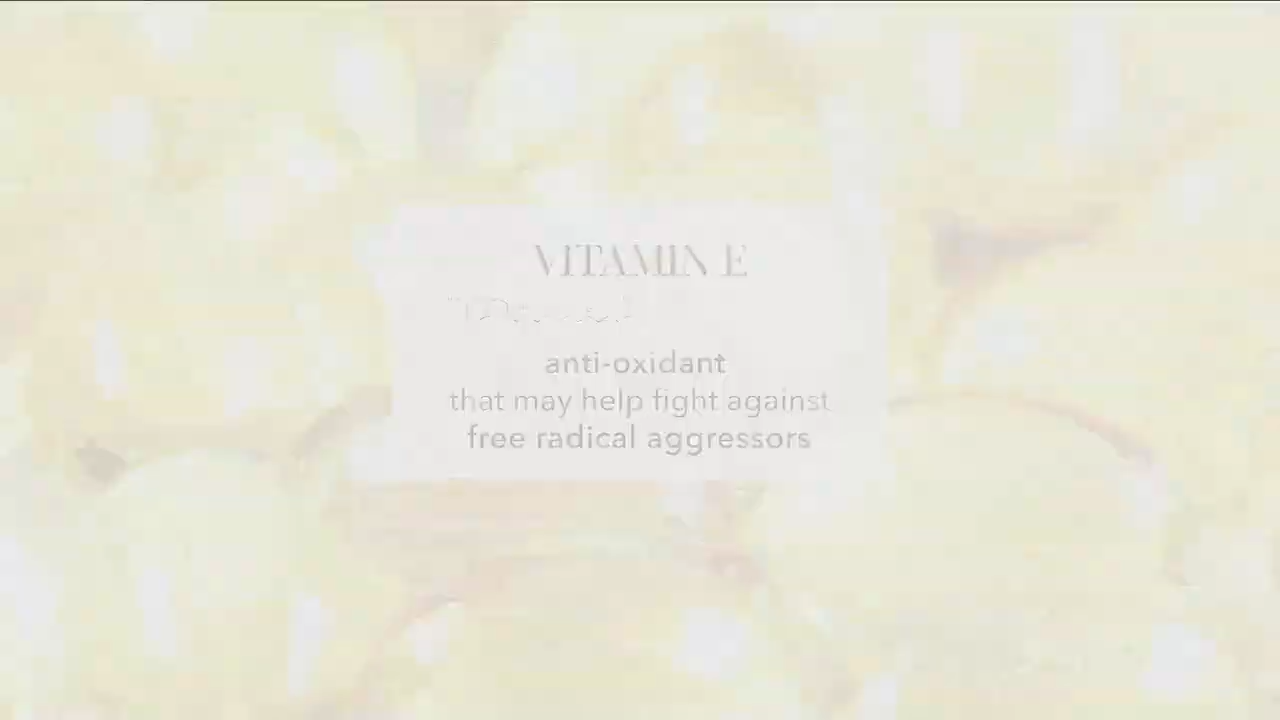 VITAMIN E
anti-oxidant
that may help fight against
free radical aggressors